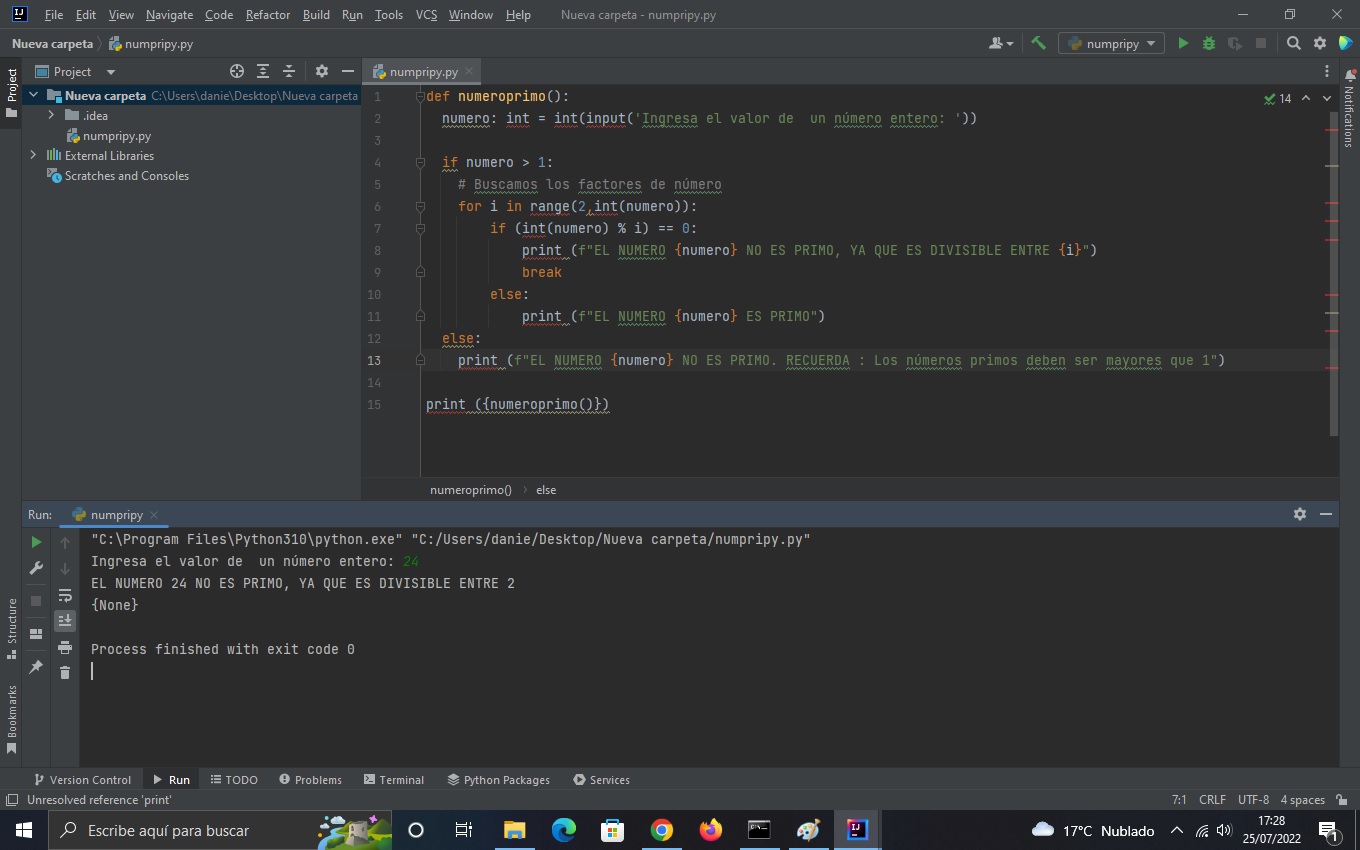 File Edit View Navigate Code Refactor Build Run Tools VCS Window Help Nueva carpeta - numpripy.py
Nueva carpeta numpripy.py numpripy
Project numpripy.py
Project
Nueva carpeta C:\Users\danie\Desktop\Nueva carpeta
.idea
numpripy.py
External Libraries
Scratches and Consoles
14
Notifications
1 def numeroprimo():
2 numero: int = int(input('Ingresa el valor de  un número entero: '))
3
4 if numero > 1:
5 # Buscamos los factores de número
6 for i in range(2,int(numero)):
7 if (int(numero) % i) == 0:
8 print (f"EL NUMERO {numero} NO ES PRIMO, YA QUE ES DIVISIBLE ENTRE {i}")
9 break
10 else:
11 print (f"EL NUMERO {numero} ES PRIMO")
12 else:
13 print (f"EL NUMERO {numero} NO ES PRIMO. RECUERDA : Los números primos deben ser mayores que 1")
14
15 print ({numeroprimo()})
numeroprimo() else
Run: numpripy
"C:\Program Files\Python310\python.exe" "C:/Users/danie/Desktop/Nueva carpeta/numpripy.py"
Ingresa el valor de  un número entero: 24
EL NUMERO 24 NO ES PRIMO, YA QUE ES DIVISIBLE ENTRE 2
{None}
Process finished with exit code 0
Structure
Bookmarks
Version Control Run TODO Problems Terminal Python Packages Services
Unresolved reference 'print' 7:1 CRLF UTF-8 4 spaces
Escribe aquí para buscar 17°C Nublado 17:28
25/07/2022 1